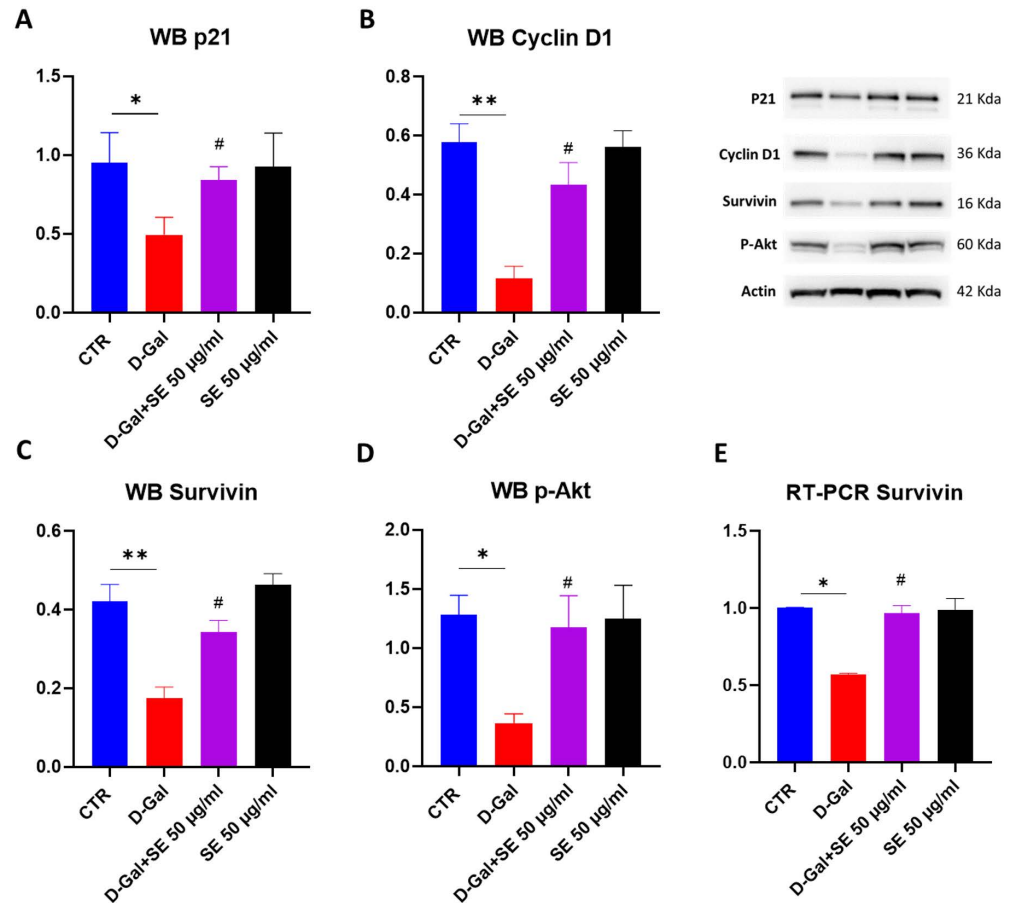 A
WB p21
1.5
1.0
0.5
0.0
*
#
CTR
D-Gal
D-Gal+SE 50 µg/ml
SE 50 µg/ml
B
WB Cyclin D1
0.8
0.6
0.4
0.2
0.0
**
#
CTR
D-Gal
D-Gal+SE 50 µg/ml
SE 50 µg/ml
P21 21 Kda
Cyclin D1 36 Kda
Survivin 16 Kda
P-Akt 60 Kda
Actin 42 Kda
C
WB Survivin
0.6
0.4
0.2
0.0
**
#
CTR
D-Gal
D-Gal+SE 50 µg/ml
SE 50 µg/ml
D
WB p-Akt
2.0
1.5
1.0
0.5
0.0
*
#
CTR
D-Gal
D-Gal+SE 50 µg/ml
SE 50 µg/ml
E
RT-PCR Survivin
1.5
1.0
0.5
0.0
*
#
CTR
D-Gal
D-Gal+SE 50 µg/ml
SE 50 µg/ml